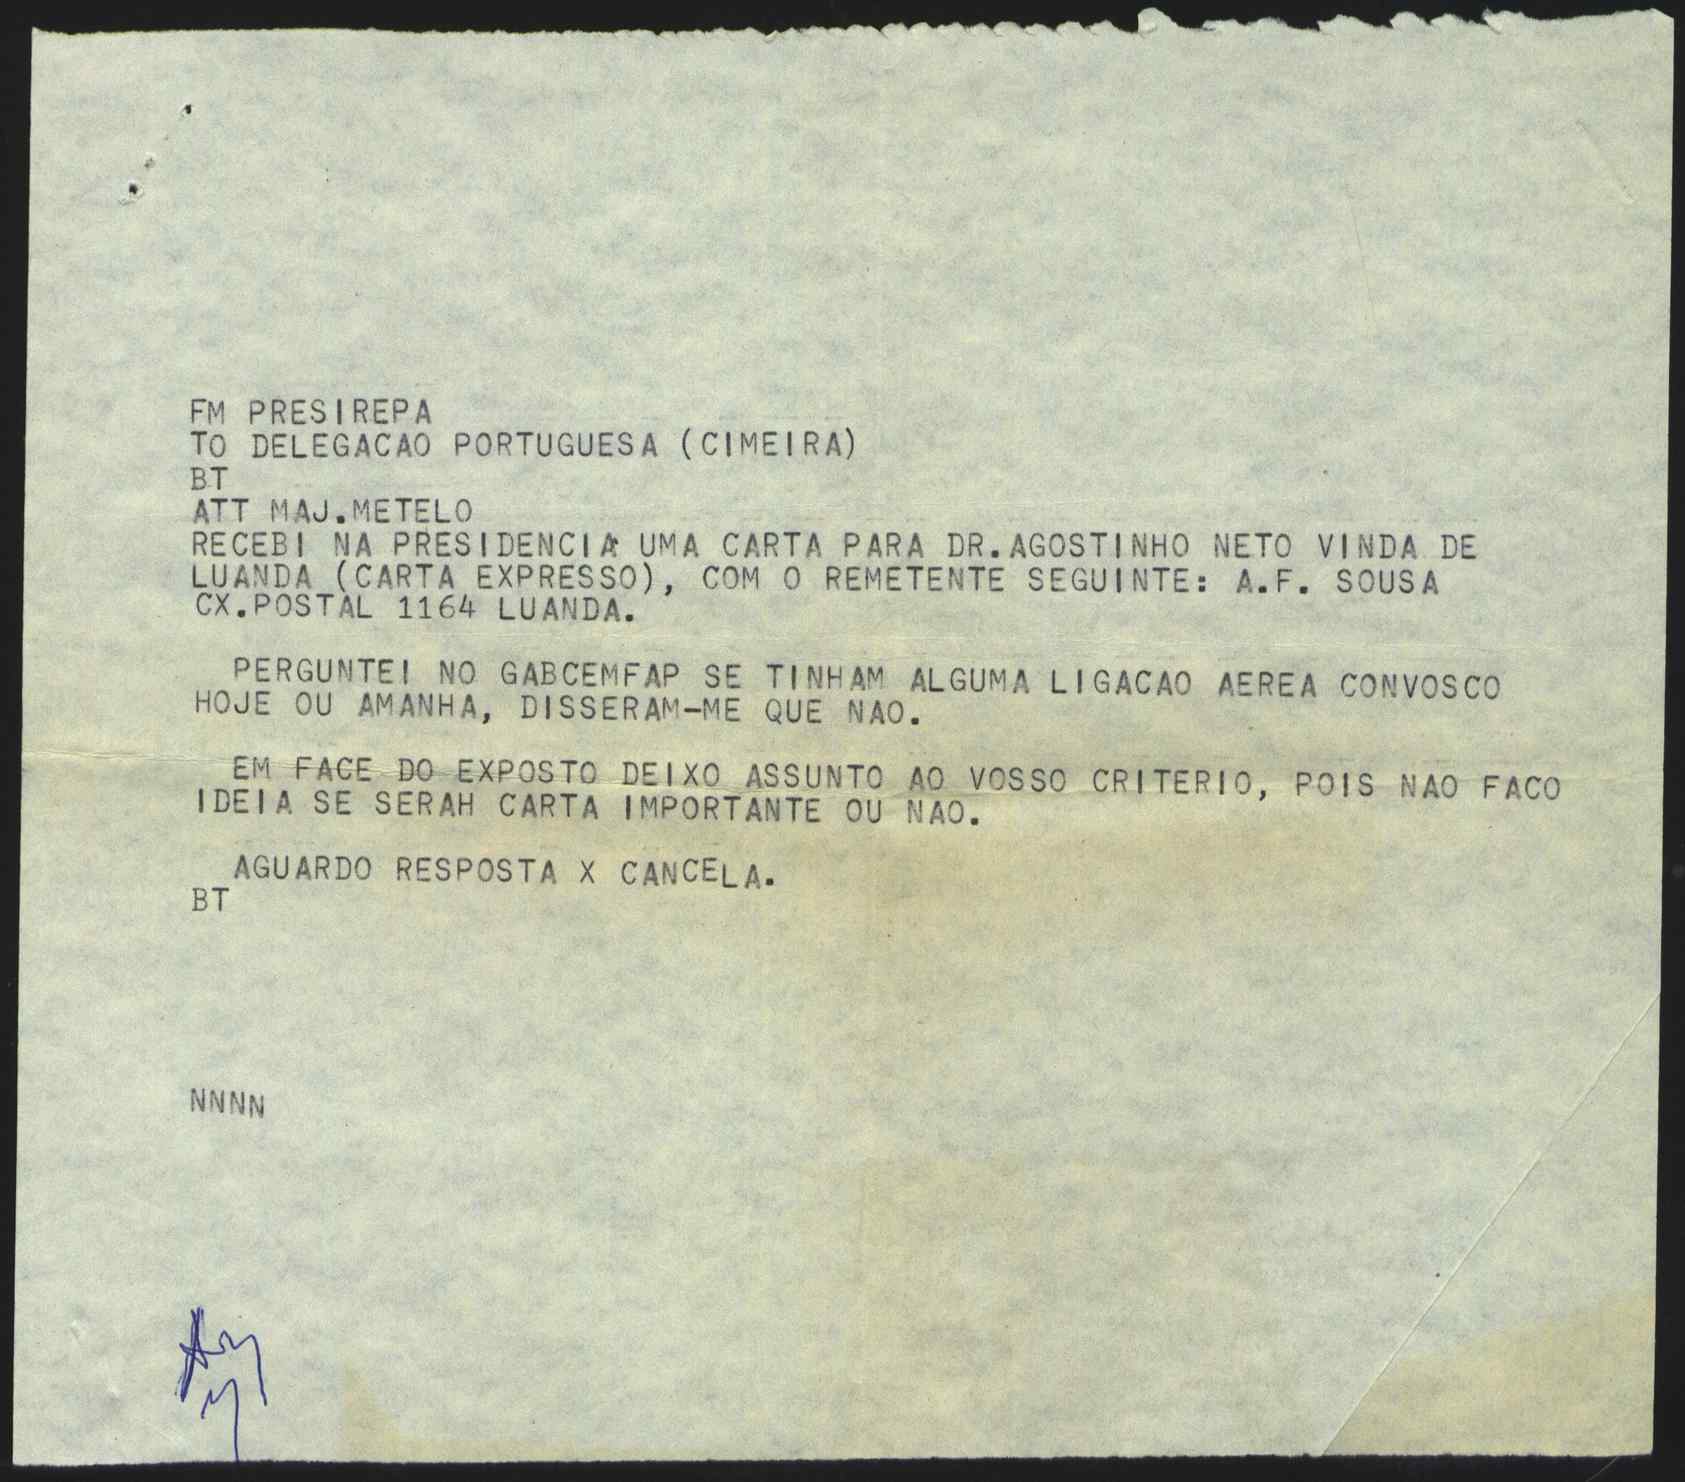 FM PRESIREPA
TO DELEGACAO PORTUGUESA (CIMEIRA)
BT
ATT MAJ.METELO
RECEBI NA PRESIDENCIA UMA CARTA PARA DR.AGOSTINHO NETO VINDA DE
LUANDA (CARTA EXPRESSO), COM O REMETENTE SEGUINTE: A.F. SOUSA
CX.POSTAL 1164 LUANDA.
PERGUNTEI NO GABCEMFAP SE TINHAM ALGUMA LIGACAO AEREA CONVOSCO
HOJE OU AMANHA, DISSERAM-ME QUE NAO.
EM FACE DO EXPOSTO DEIXO ASSUNTO AO VOSSO CRITERIO, POIS NAO FACO
IDEIA SE SERAH CARTA IMPORTANTE OU NAO.
AGUARDO RESPOSTA X CANCELA.
BT
NNNN